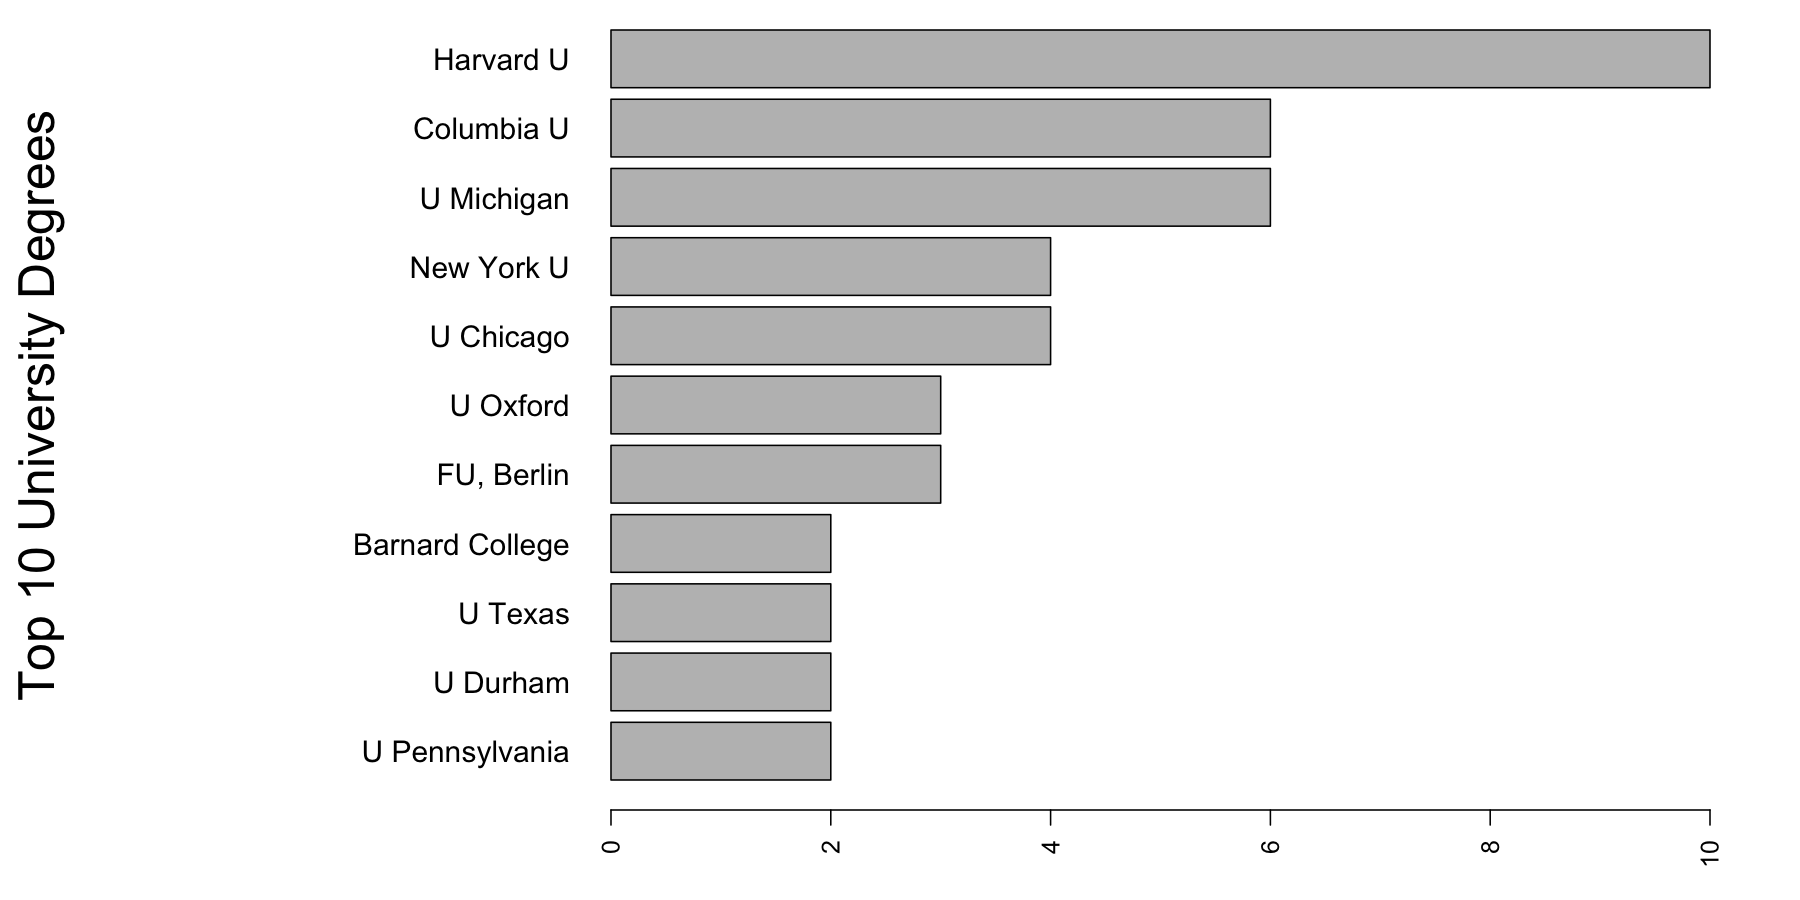 Top 10 University Degrees
Harvard U
Columbia U
U Michigan
New York U
U Chicago
U Oxford
FU, Berlin
Barnard College
U Texas
U Durham
U Pennsylvania
0 2 4 6 8 10